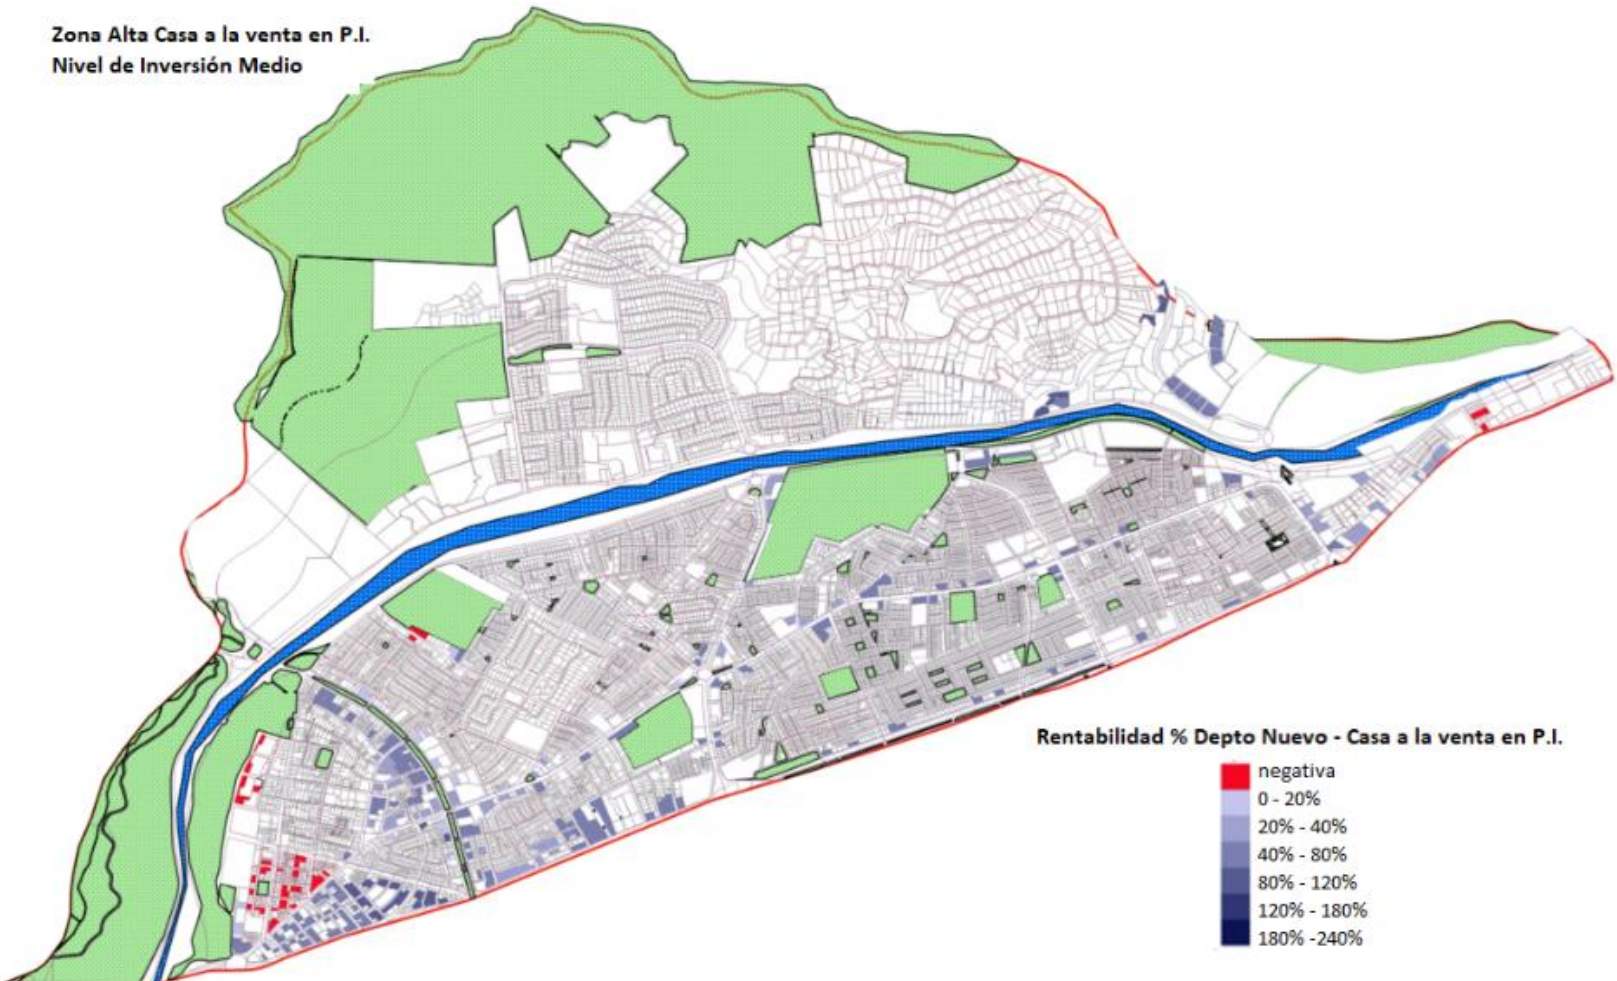 Zona Alta Casa a la venta en P.I.
Nivel de Inversión Medio
Rentabilidad % Depto Nuevo - Casa a la venta en P.I.
negativa
0 - 20%
20% - 40%
40% - 80%
80% - 120%
120% - 180%
180% -240%